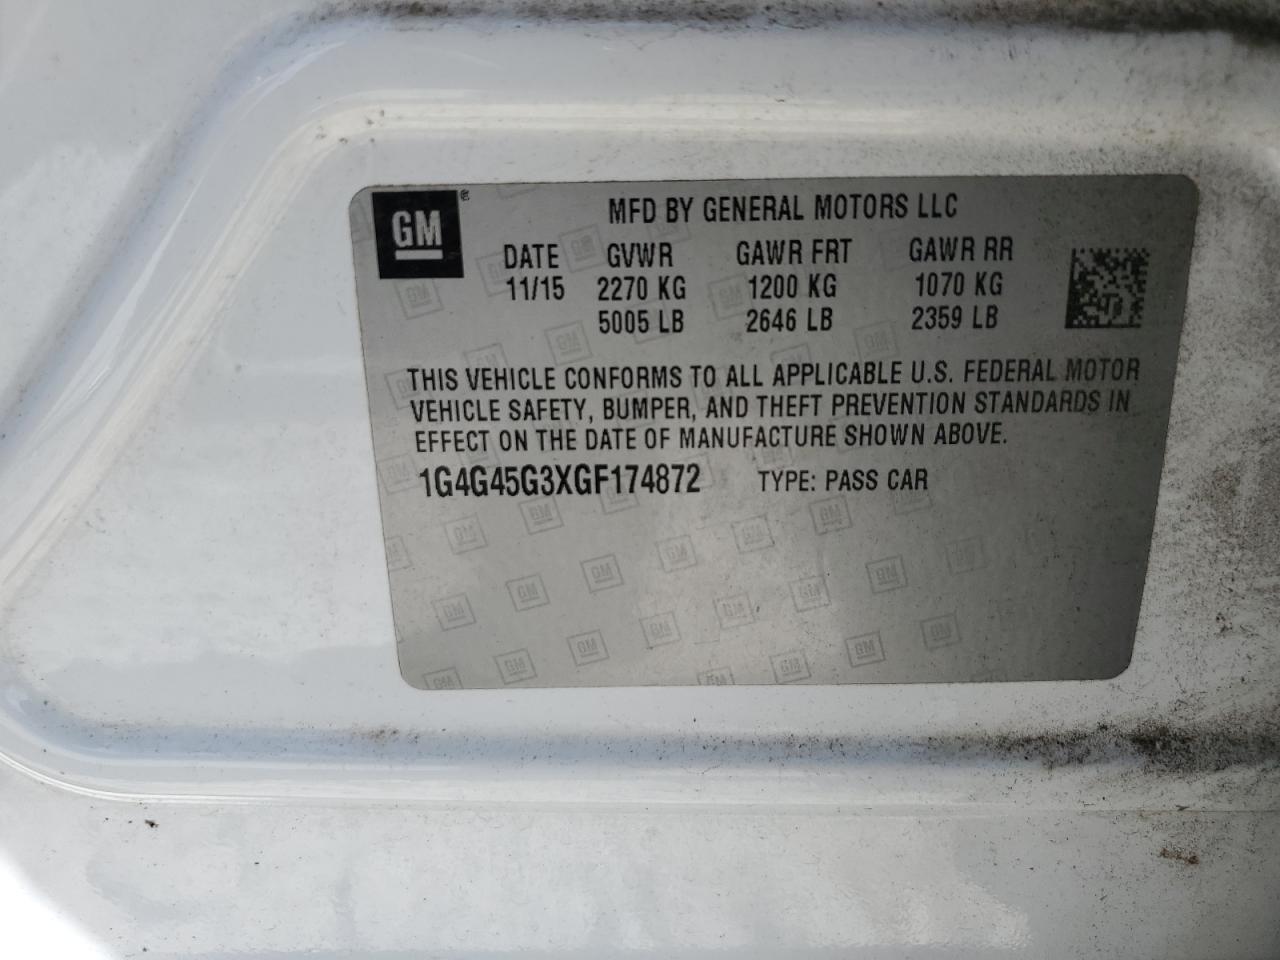 GM ®
MFD BY GENERAL MOTORS LLC
DATE GVWR GAWR FRT GAWR RR
11/15 2270 KG 1200 KG 1070 KG
5005 LB 2646 LB 2359 LB
THIS VEHICLE CONFORMS TO ALL APPLICABLE U.S. FEDERAL MOTOR
VEHICLE SAFETY, BUMPER, AND THEFT PREVENTION STANDARDS IN
EFFECT ON THE DATE OF MANUFACTURE SHOWN ABOVE.
1G4G45G3XGF174872 TYPE: PASS CAR